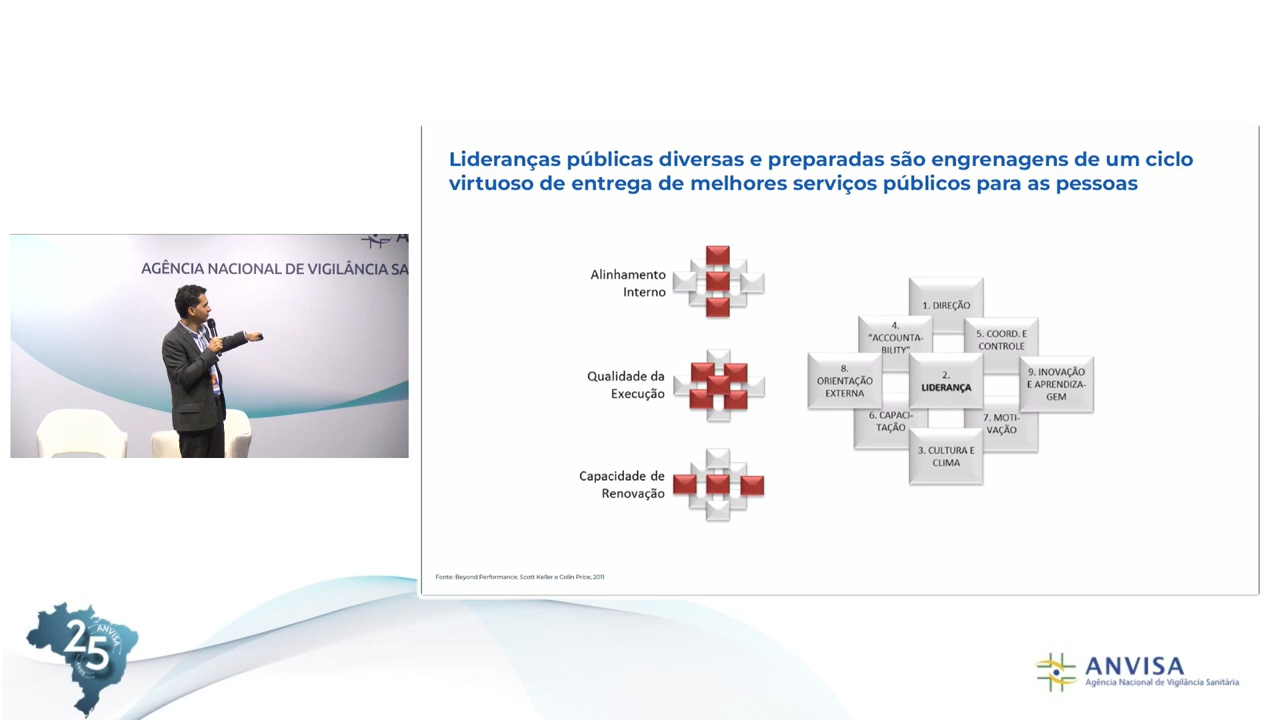 Lideranças públicas diversas e preparadas são engrenagens de um ciclo
virtuoso de entrega de melhores serviços públicos para as pessoas
AGÊNCIA NACIONAL DE VIGILÂNCIA SA
Alinhamento
Interno
Qualidade da
Execução
Capacidade de
Renovação
1. DIREÇÃO
4.
“ACCOUNTA-
BILITY”
5. COORD. E
CONTROLE
8.
ORIENTAÇÃO
EXTERNA
2.
LIDERANÇA
9. INOVAÇÃO
E APRENDIZA-
GEM
6. CAPACI-
TAÇÃO
7. MOTI-
VAÇÃO
3. CULTURA E
CLIMA
Fonte: Beyond Performance, Scott Keller e Colin Price, 2011
25
ANVISA
ANOS
ANVISA
Agência Nacional de Vigilância Sanitária